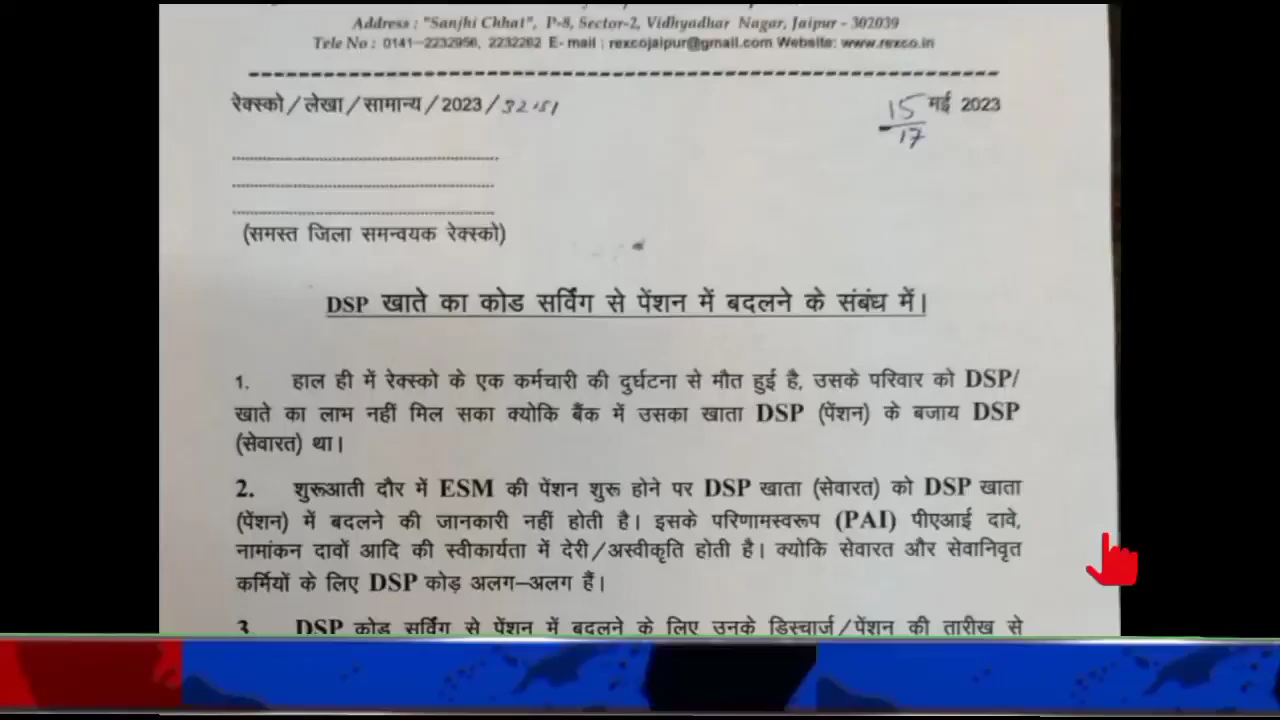 Address : "Sanjhi Chhat", P-8, Sector-2, Vidhyadhar Nagar, Jaipur - 302039
Tele No : 0141-2232956, 2232262 E- mail : rexcojaipur@gmail.com Website: www.rexco.in
रेक्स्को/लेखा/सामान्य/2023/
15 मई 2023
17
(समस्त जिला समन्वयक रेक्स्को)
DSP खाते का कोड सर्विंग से पेंशन में बदलने के संबंध में।
1. हाल ही में रेक्स्को के एक कर्मचारी की दुर्घटना से मौत हुई है, उसके परिवार को DSP/
खाते का लाभ नहीं मिल सका क्योकि बैंक में उसका खाता DSP (पेंशन) के बजाय DSP
(सेवारत) था।
2. शुरूआती दौर में ESM की पेंशन शुरू होने पर DSP खाता (सेवारत) को DSP खाता
(पेंशन) में बदलने की जानकारी नहीं होती है। इसके परिणामस्वरूप (PAI) पीएआई दावे,
नामांकन दावों आदि की स्वीकार्यता में देरी/अस्वीकृति होती है। क्योकि सेवारत और सेवानिवृत
कर्मियों के लिए DSP कोड़ अलग–अलग हैं।
3 DSP कोड सर्विंग से पेंशन में बदलने के लिए उनके डिस्चार्ज/पेंशन की तारीख से